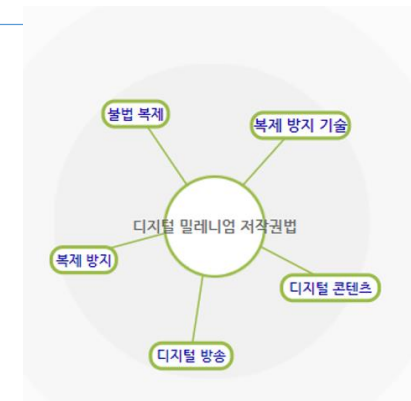 불법 복제
복제 방지 기술
디지털 밀레니엄 저작권법
복제 방지
디지털 콘텐츠
디지털 방송